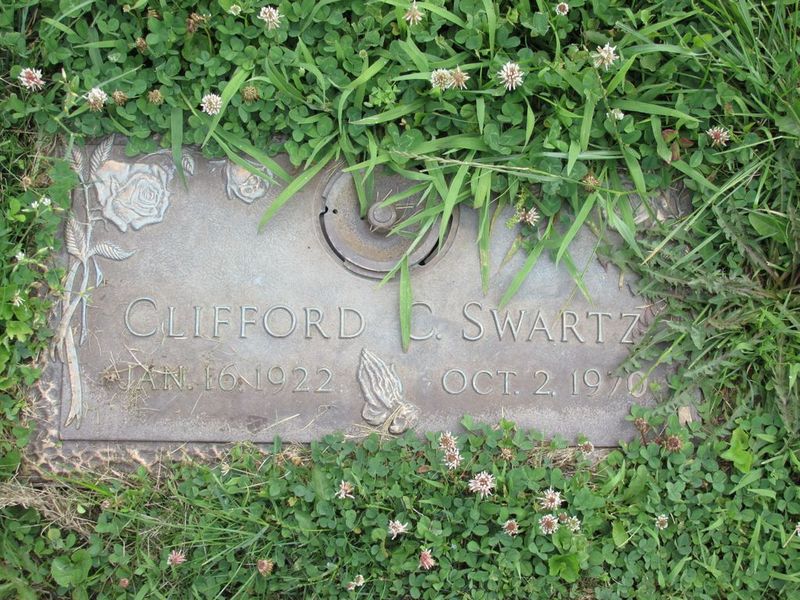 Clifford C. Swartz
Jan. 16, 1922 Oct. 2, 1970